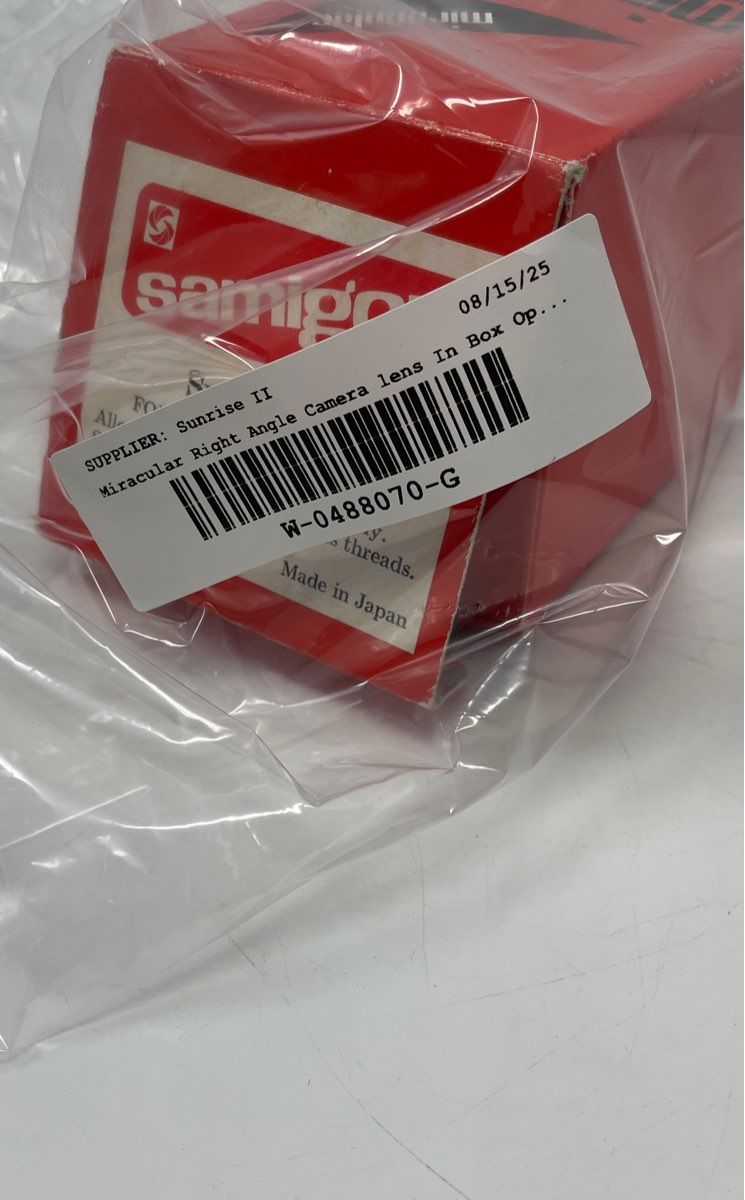 samigo
08/15/25
SUPPLIER: Sunrise II
Miracular Right Angle Camera lens In Box Op...
W-0488070-G
threads.
Made in Japan